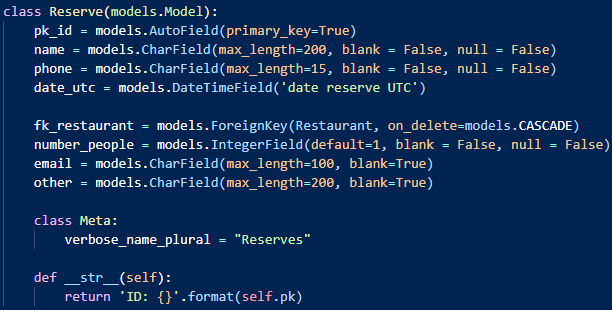 class Reserve(models.Model):
    pk_id = models.AutoField(primary_key=True)
    name = models.CharField(max_length=200, blank = False, null = False)
    phone = models.CharField(max_length=15, blank = False, null = False)
    date_utc = models.DateTimeField('date reserve UTC')

    fk_restaurant = models.ForeignKey(Restaurant, on_delete=models.CASCADE)
    number_people = models.IntegerField(default=1, blank = False, null = False)
    email = models.CharField(max_length=100, blank=True)
    other = models.CharField(max_length=200, blank=True)

    class Meta:
        verbose_name_plural = "Reserves"

    def __str__(self):
        return 'ID: {}'.format(self.pk)